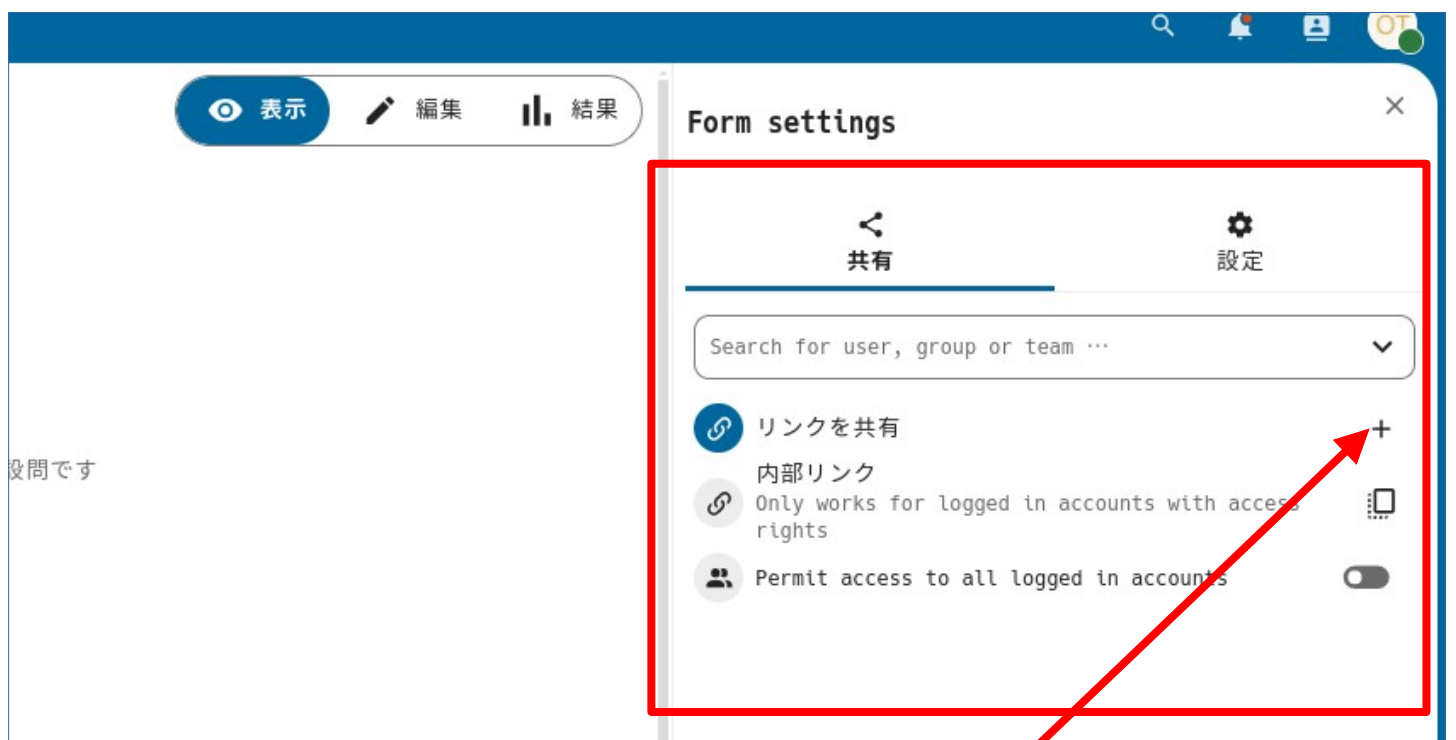 OT
表示
編集
結果
Form settings
共有
設定
Search for user, group or team …
リンクを共有
内部リンク
Only works for logged in accounts with access
rights
Permit access to all logged in accounts
設問です